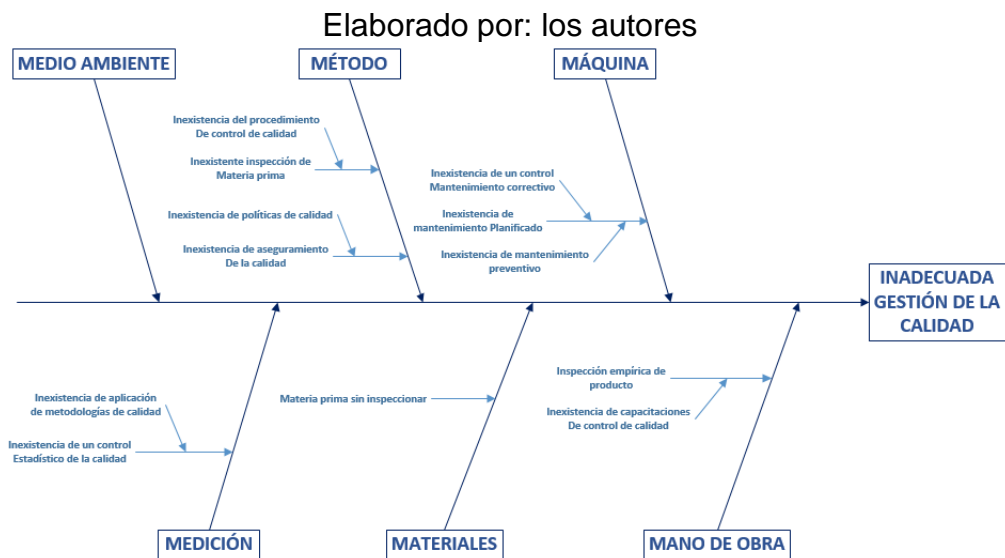 Elaborado por: los autores
MEDIO AMBIENTE
MÉTODO
MÁQUINA
Inexistencia del procedimiento
De control de calidad
Inexistente inspección de
Materia prima
Inexistencia de políticas de calidad
Inexistencia de aseguramiento
De la calidad
Inexistencia de un control
Mantenimiento correctivo
Inexistencia de
mantenimiento Planificado
Inexistencia de mantenimiento
preventivo
INADECUADA
GESTIÓN DE LA
CALIDAD
Inexistencia de aplicación
de metodologías de calidad
Inexistencia de un control
Estadístico de la calidad
Materia prima sin inspeccionar
Inspección empírica de
producto
Inexistencia de capacitaciones
De control de calidad
MEDICIÓN
MATERIALES
MANO DE OBRA